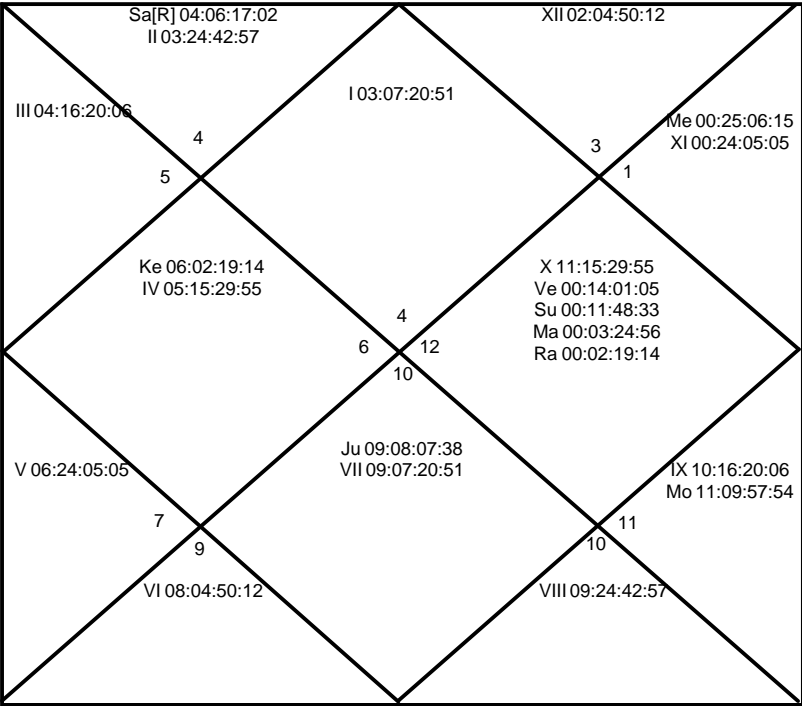 Sa[R] 04:06:17:02
II 03:24:42:57
XII 02:04:50:12
I 03:07:20:51
III 04:16:20:06
Me 00:25:06:15
XI 00:24:05:05
4
3
5
1
Ke 06:02:19:14
IV 05:15:29:55
X 11:15:29:55
Ve 00:14:01:05
Su 00:11:48:33
Ma 00:03:24:56
Ra 00:02:19:14
4
6
12
10
Ju 09:08:07:38
VII 09:07:20:51
V 06:24:05:05
IX 10:16:20:06
Mo 11:09:57:54
7
11
9
10
VI 08:04:50:12
VIII 09:24:42:57